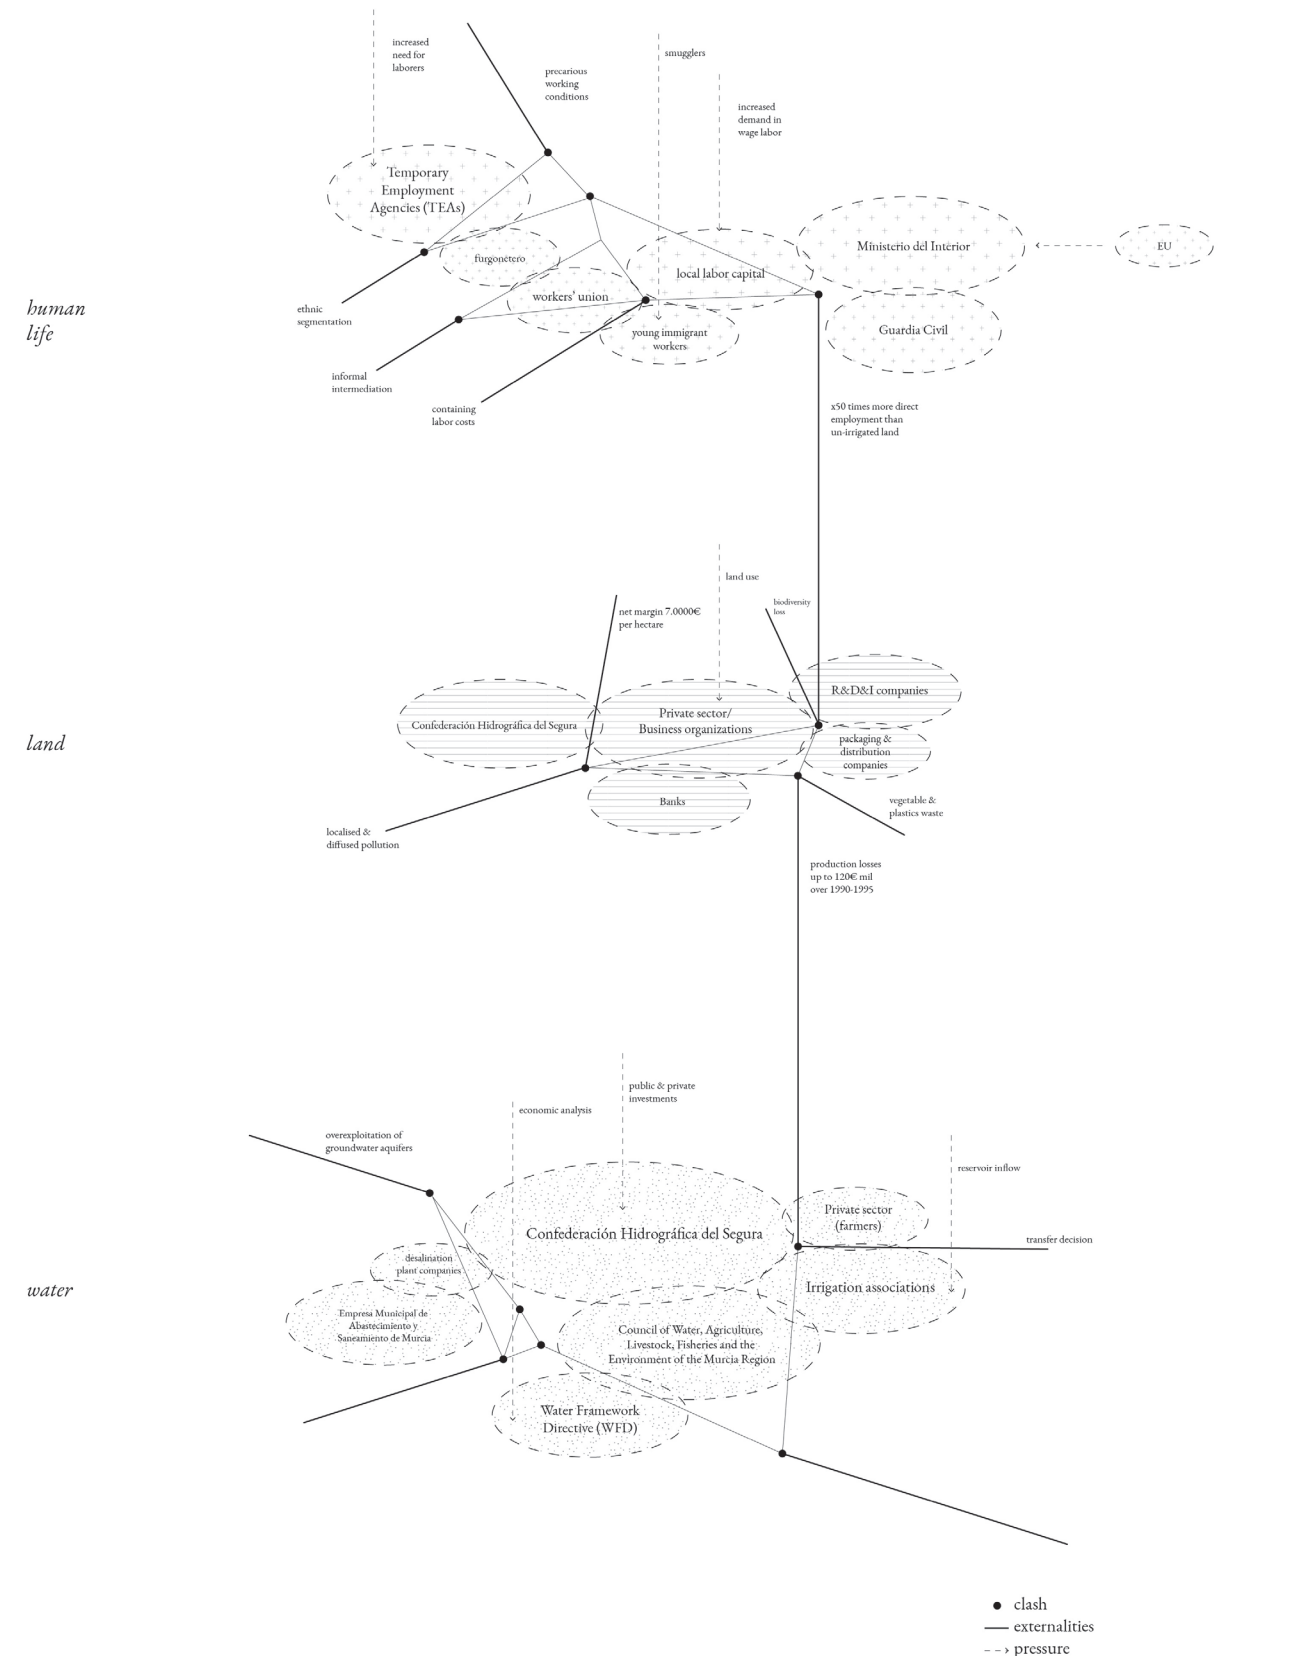 increased
need for
laborers
precarious
working
conditions
smugglers
increased
demand in
wage labor
Temporary
Employment
Agencies (TEAs)
furgonetero
local labor capital
Ministerio del Interior
EU
workers' union
young immigrant
workers
Guardia Civil
human
life
ethnic
segmentation
informal
intermediation
containing
labor costs
x50 times more direct
employment than
un-irrigated land
land use
biodiversity
loss
net margin 7.0000€
per hectare
R&D&I companies
Confederación Hidrográfica del Segura
Private sector/
Business organizations
land
packaging &
distribution
companies
Banks
vegetable &
plastics waste
localised &
diffused pollution
production losses
up to 120€ mil
over 1990-1995
public & private
investments
economic analysis
overexploitation of
groundwater aquifers
reservoir inflow
Confederación Hidrográfica del Segura
Private sector
(farmers)
transfer decision
desalination
plant companies
water
Irrigation associations
Empresa Municipal de
Abastecimiento y
Saneamiento de Murcia
Council of Water, Agriculture,
Livestock, Fisheries and the
Environment of the Murcia Region
Water Framework
Directive (WFD)
clash
externalities
pressure